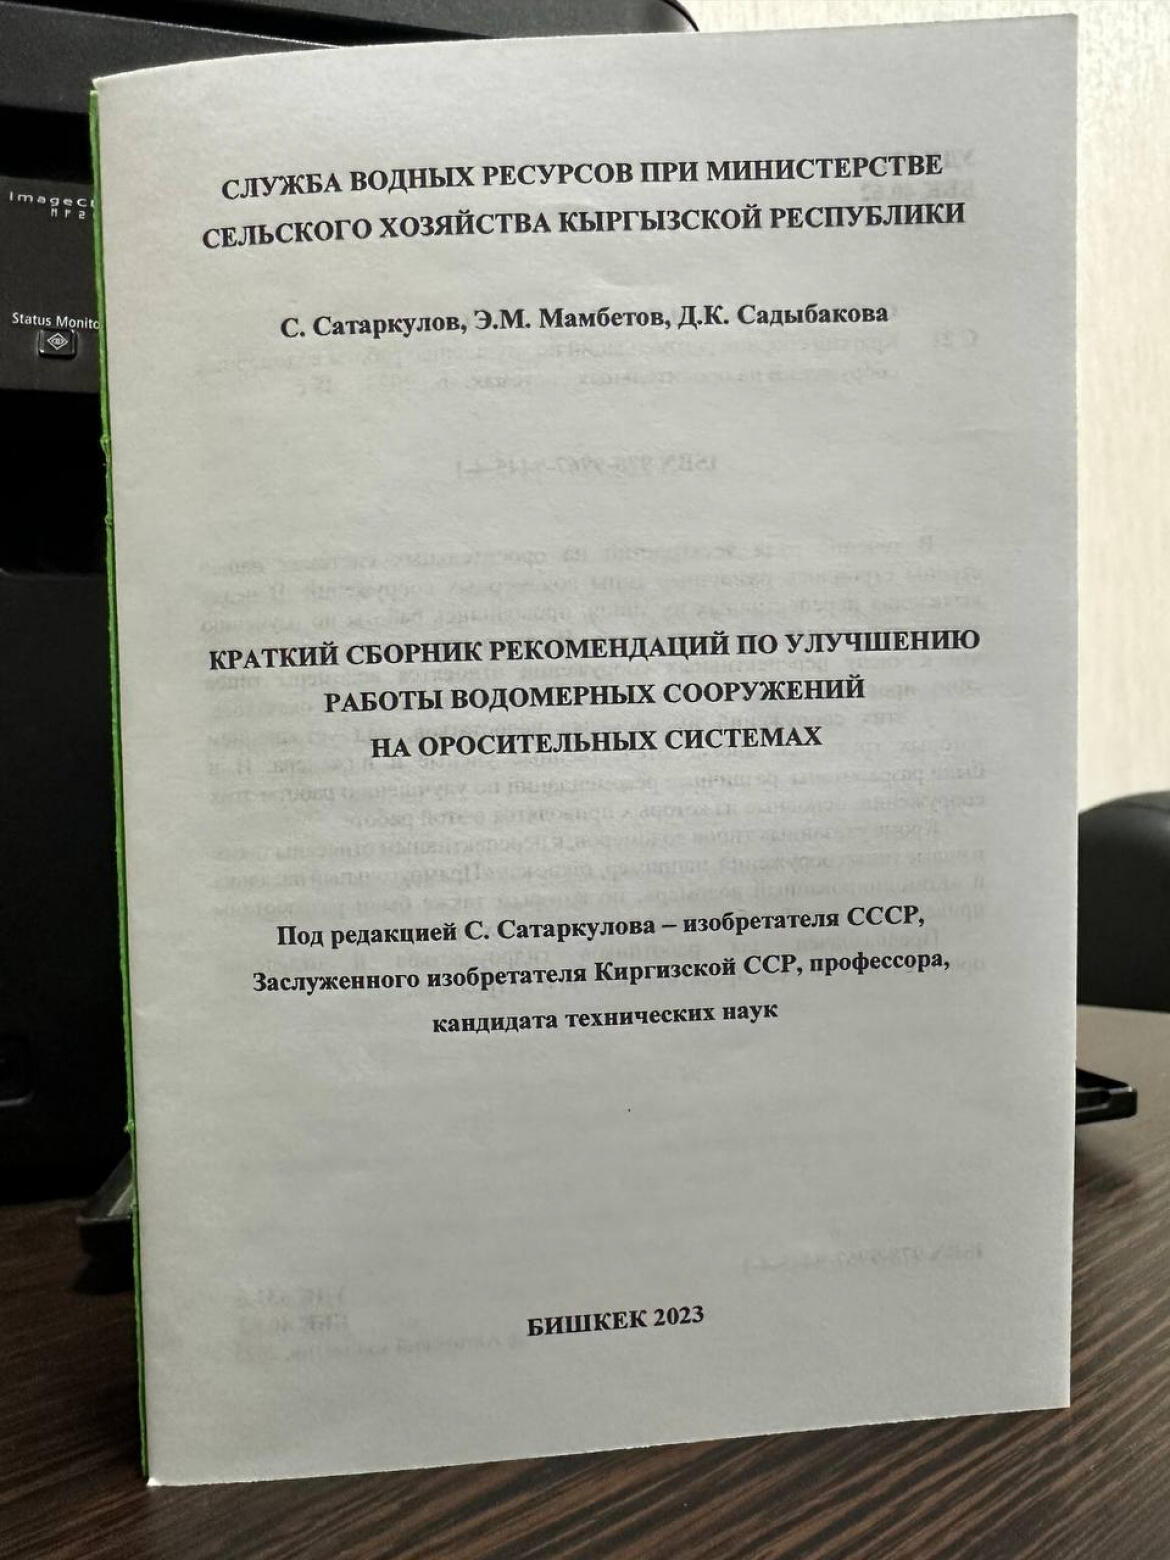 Status Monito
СЛУЖБА ВОДНЫХ РЕСУРСОВ ПРИ МИНИСТЕРСТВЕ
СЕЛЬСКОГО ХОЗЯЙСТВА КЫРГЫЗСКОЙ РЕСПУБЛИКИ
С. Сатаркулов, Э.М. Мамбетов, Д.К. Садыбакова
КРАТКИЙ СБОРНИК РЕКОМЕНДАЦИЙ ПО УЛУЧШЕНИЮ
РАБОТЫ ВОДОМЕРНЫХ СООРУЖЕНИЙ
НА ОРОСИТЕЛЬНЫХ СИСТЕМАХ
Под редакцией С. Сатаркулова – изобретателя СССР,
Заслуженного изобретателя Киргизской ССР, профессора,
кандидата технических наук
БИШКЕК 2023